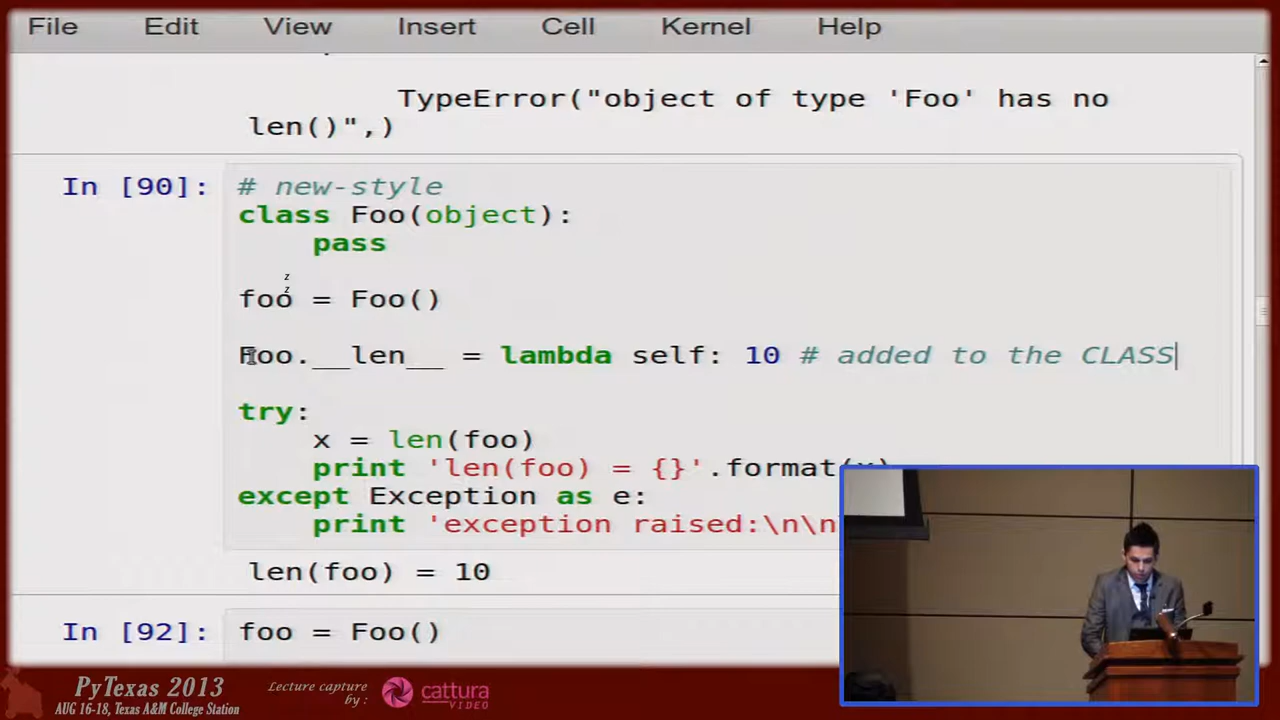 File Edit View Insert Cell Kernel Help
TypeError("object of type 'Foo' has no
len()",)
In [90]:
# new-style
class Foo(object):
pass
z
z
foo = Foo()
Foo.__len__ = lambda self: 10 # added to the CLASS
try:
x = len(foo)
print 'len(foo) = {}'.format(x)
except Exception as e:
print 'exception raised:\n\n
len(foo) = 10
In [92]: foo = Foo()
PyTexas 2013
AUG 16-18, Texas A&M College Station
Lecture capture
by :
cattura
VIDEO